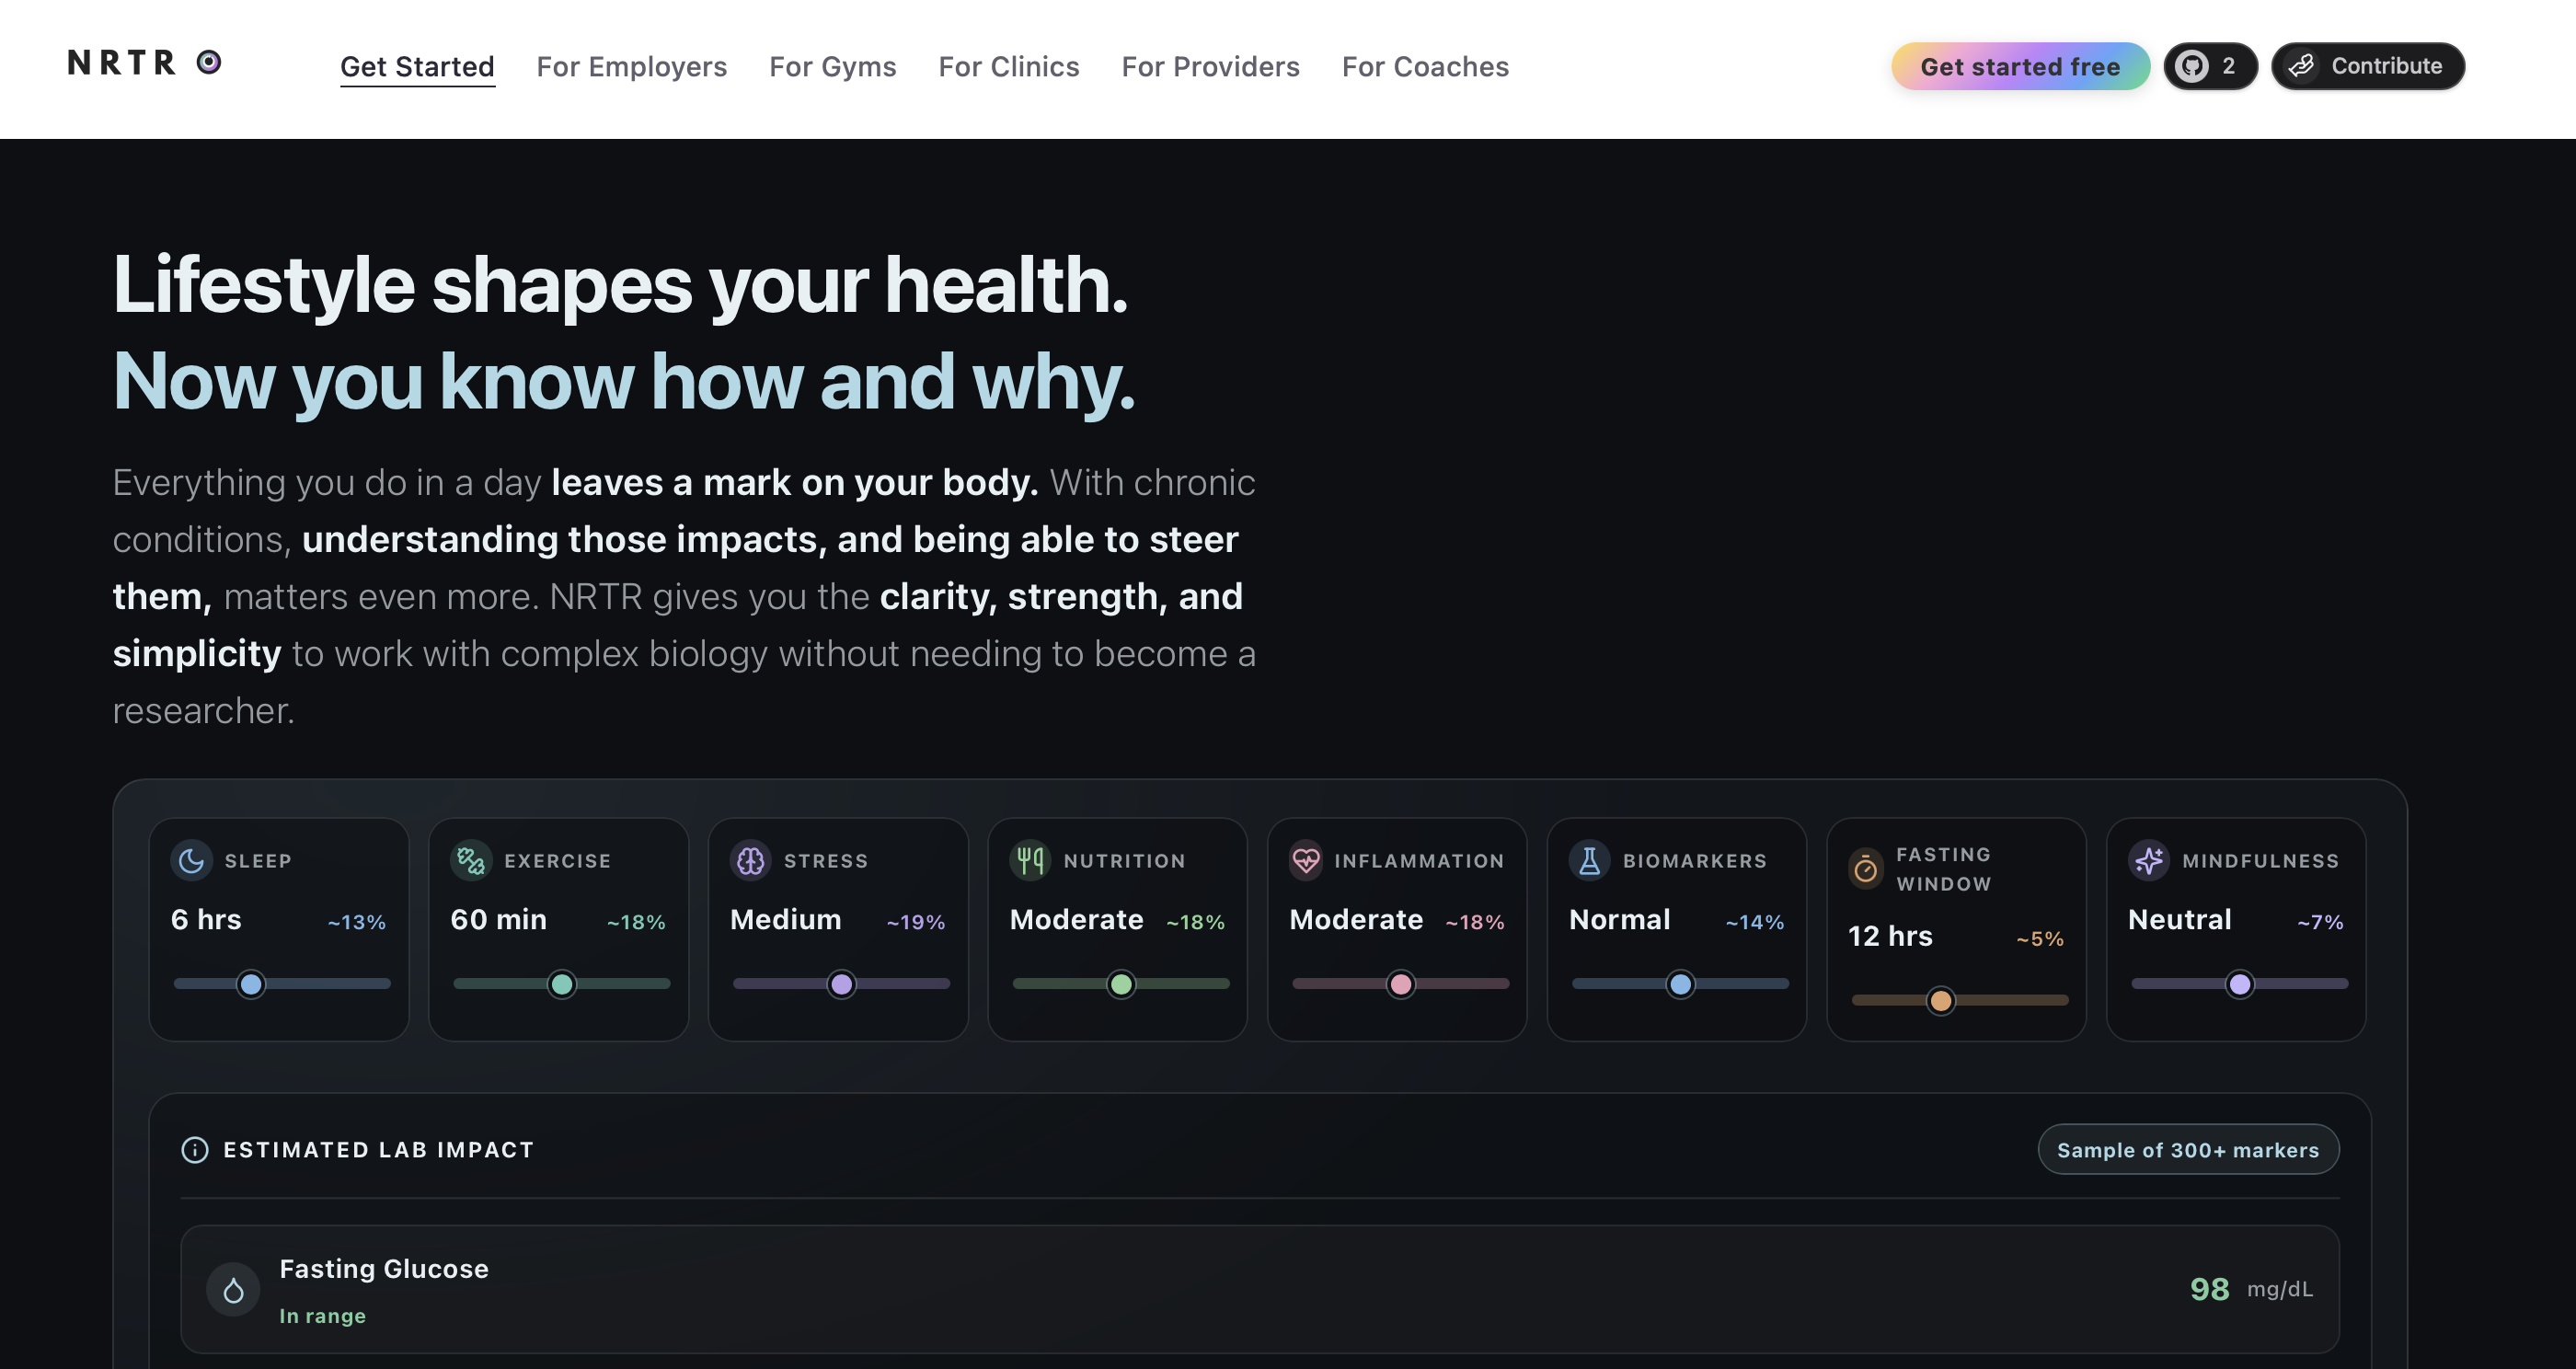 NRTR
Get Started
For Employers
For Gyms
For Clinics
For Providers
For Coaches
Get started free
2
Contribute
Lifestyle shapes your health.
Now you know how and why.
Everything you do in a day leaves a mark on your body. With chronic
conditions, understanding those impacts, and being able to steer
them, matters even more. NRTR gives you the clarity, strength, and
simplicity to work with complex biology without needing to become a
researcher.
SLEEP
6 hrs ~13%
EXERCISE
60 min ~18%
STRESS
Medium ~19%
NUTRITION
Moderate ~18%
INFLAMMATION
Moderate ~18%
BIOMARKERS
Normal ~14%
FASTING
WINDOW
12 hrs ~5%
MINDFULNESS
Neutral ~7%
ESTIMATED LAB IMPACT
Sample of 300+ markers
Fasting Glucose
In range
98 mg/dL